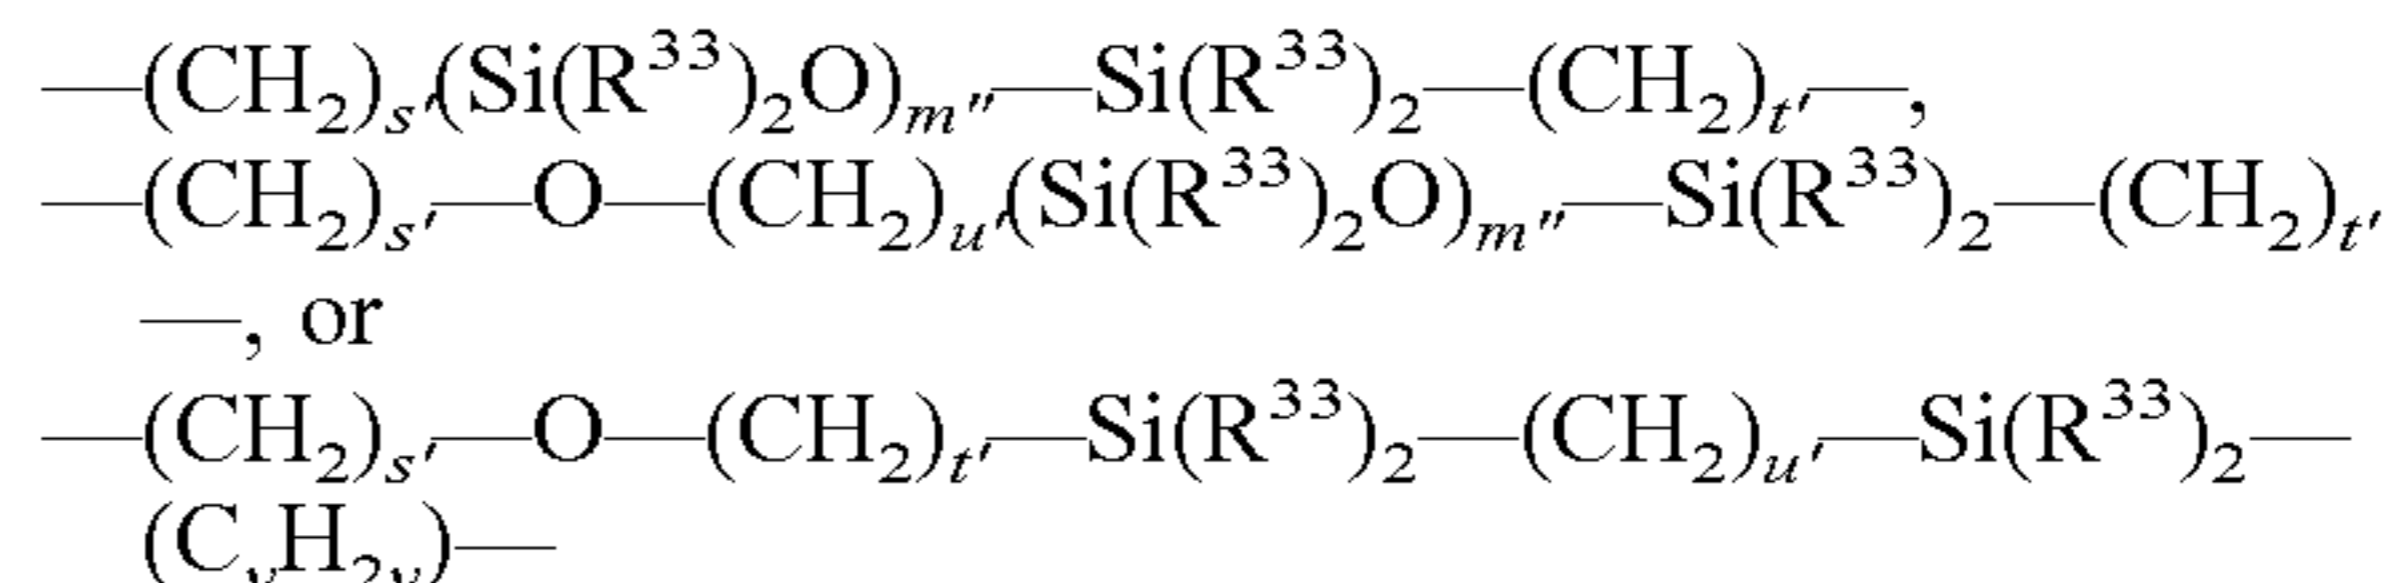 —(CH₂)ₛ′(Si(R³³)₂O)ₘ″—Si(R³³)₂—(CH₂)ₜ′—,
—(CH₂)ₛ′—O—(CH₂)ᵤ′(Si(R³³)₂O)ₘ″—Si(R³³)₂—(CH₂)ₜ′
—, or
—(CH₂)ₛ′—O—(CH₂)ₜ′—Si(R³³)₂—(CH₂)ᵤ′—Si(R³³)₂—
(CᵥH₂ᵥ)—